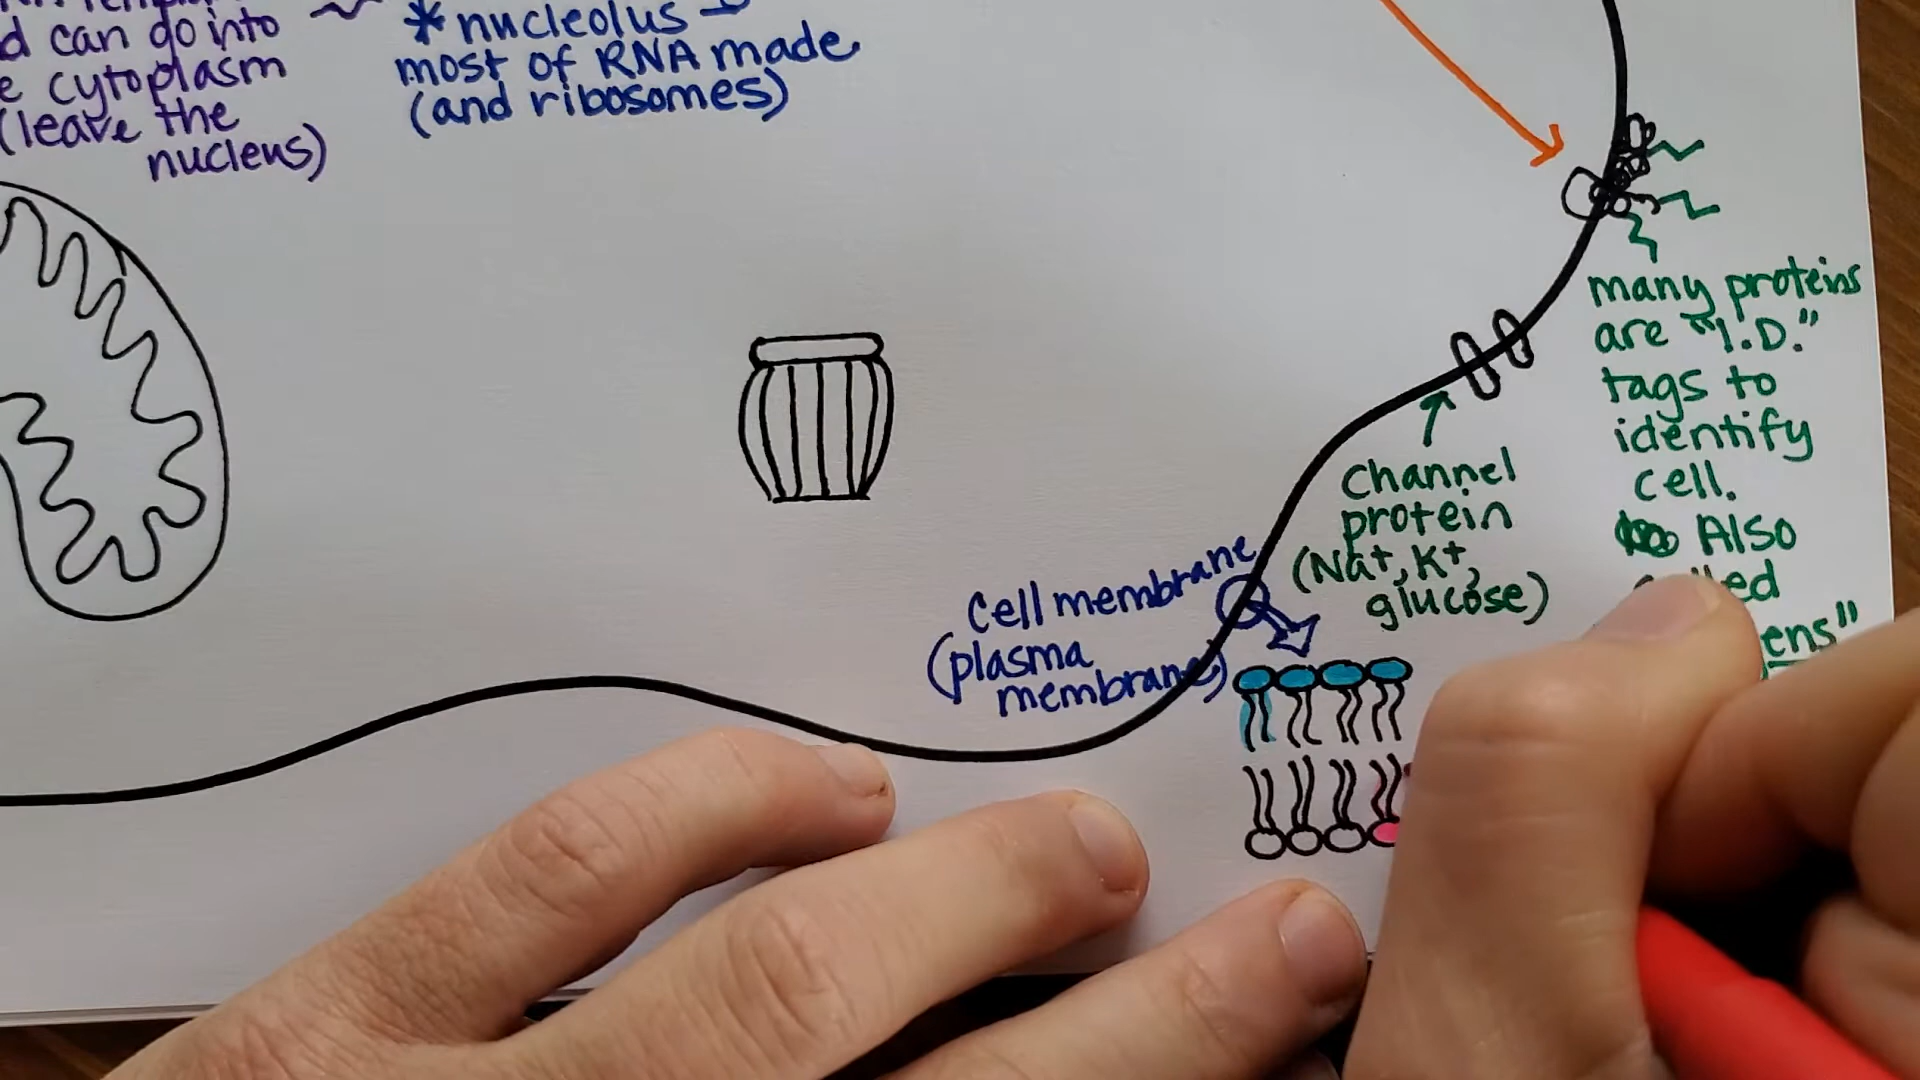 can go into
cytoplasm
(leave the
nucleus)
* nucleolus
most of RNA made
(and ribosomes)
many proteins
are "I.D."
tags to
identify
cell.
Also
Channel
protein
(Na+, K+,
glucose)
Cell membrane
(plasma
membrane)